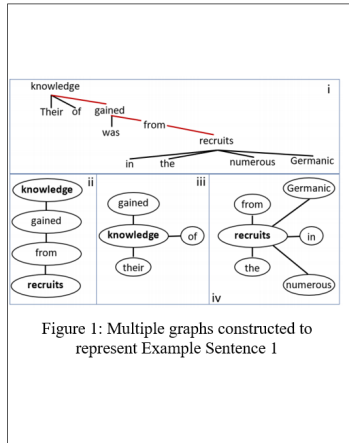 knowledge
i
Their of gained
was
from
recruits
in the numerous Germanic
ii
knowledge
gained
from
recruits
iii
gained
knowledge
of
their
Germanic
from
recruits
in
the
numerous
iv
Figure 1: Multiple graphs constructed to
represent Example Sentence 1